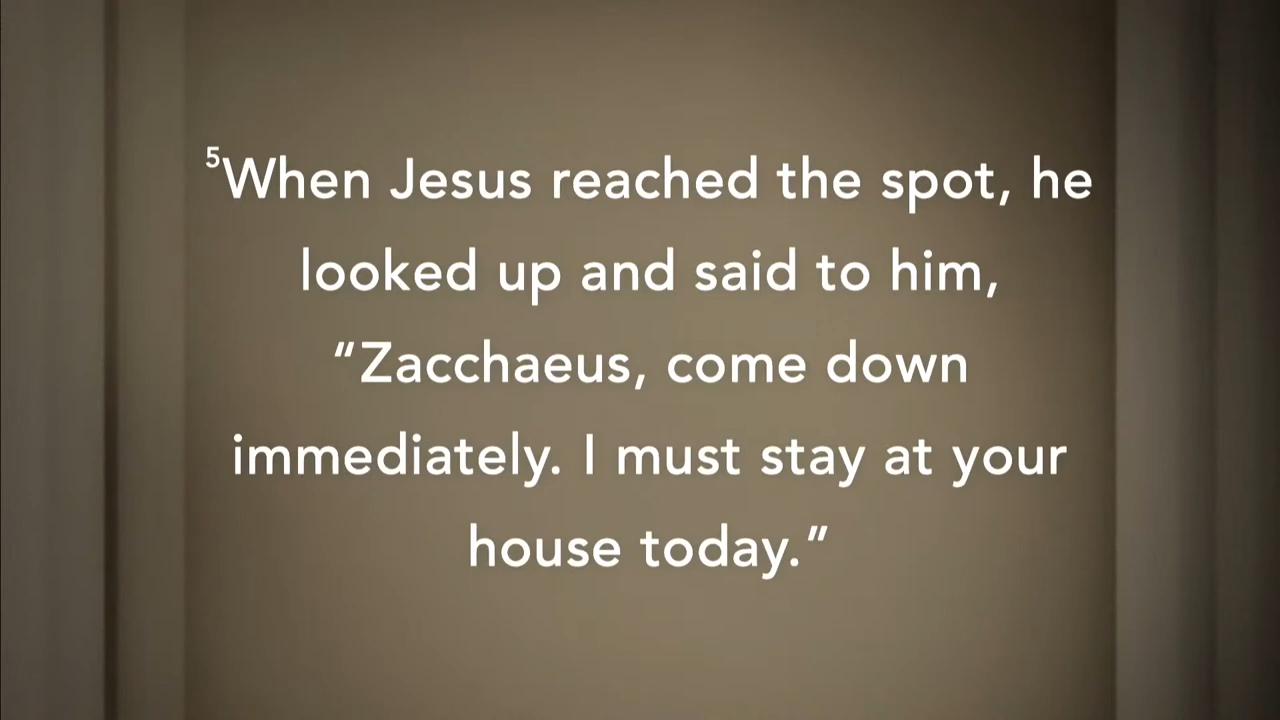 ⁵When Jesus reached the spot, he
looked up and said to him,
“Zacchaeus, come down
immediately. I must stay at your
house today.”